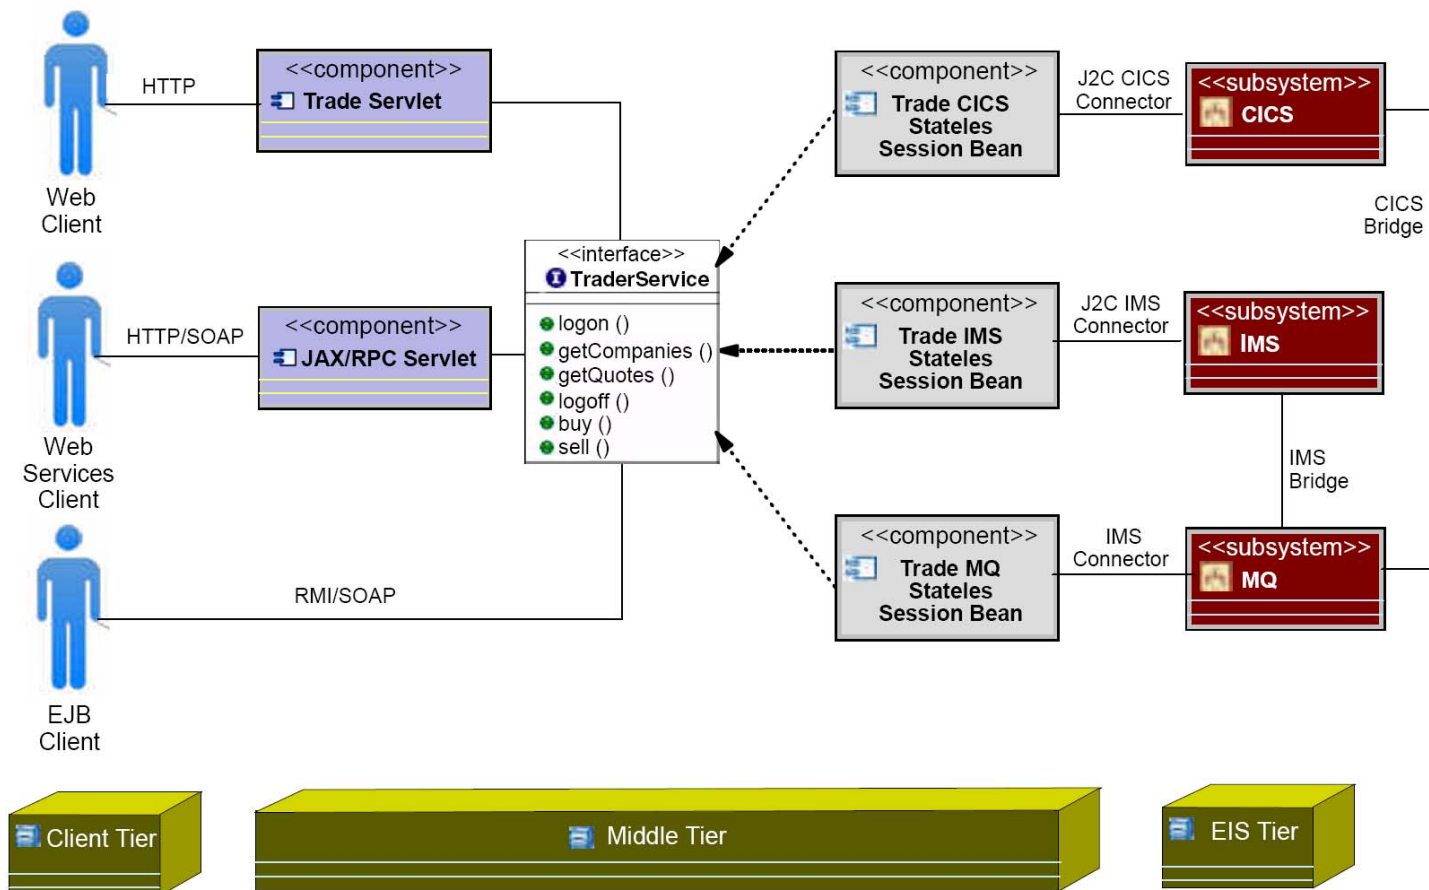 HTTP
<<component>>
Trade Servlet
Web
Client
<<component>>
Trade CICS
Stateles
Session Bean
J2C CICS
Connector
<<subsystem>>
CICS
CICS
Bridge
<<interface>>
I
TraderService
logon ()
getCompanies ()
getQuotes ()
logoff ()
buy ()
sell ()
HTTP/SOAP
<<component>>
JAX/RPC Servlet
Web
Services
Client
<<component>>
Trade IMS
Stateles
Session Bean
J2C IMS
Connector
<<subsystem>>
IMS
IMS
Bridge
RMI/SOAP
EJB
Client
<<component>>
Trade MQ
Stateles
Session Bean
IMS
Connector
<<subsystem>>
MQ
Client Tier
Middle Tier
EIS Tier